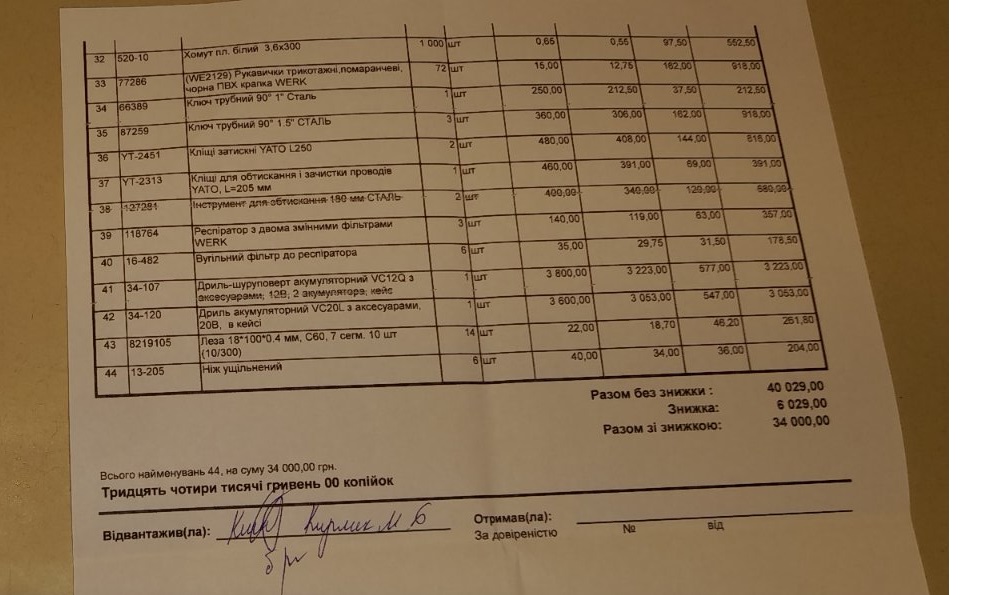 32 520-10 Хомут пл. білий 3,6х300 1 000 шт 0,65 0,55 97,50 552,50
33 77286 (WE2129) Рукавички трикотажні,помаранчеві, 72 шт 15,00 12,75 162,00 918,00
чорна ПВХ крапка WERK
34 66389 Ключ трубний 90° 1" Сталь 1 шт 250,00 212,50 37,50 212,50
35 87259 Ключ трубний 90° 1.5" СТАЛЬ 3 шт 360,00 306,00 162,00 918,00
36 YT-2451 Кліщі затискні YATO L250 2 шт 480,00 408,00 144,00 816,00
37 YT-2313 Кліщі для обтискання і зачистки проводів 1 шт 460,00 391,00 69,00 391,00
YATO, L=205 мм
38 127281 Інструмент для обтискання 180 мм СТАЛЬ 2 шт 400,00 340,00 120,00 680,00
39 118764 Респіратор з двома змінними фільтрами 3 шт 140,00 119,00 63,00 357,00
WERK
40 16-482 Вугільний фільтр до респіратора 6 шт 35,00 29,75 31,50 178,50
41 34-107 Дриль-шуруповерт акумуляторний VC12Q з 1 шт 3 800,00 3 223,00 577,00 3 223,00
аксесуарами, 12В, 2 акумулятора, кейс
42 34-120 Дриль акумуляторний VC20L з аксесуарами, 1 шт 3 600,00 3 053,00 547,00 3 053,00
20В, в кейсі
43 8219105 Леза 18*100*0,4 мм, С60, 7 сегм. 10 шт 14 шт 22,00 18,70 46,20 261,80
(10/300)
44 13-205 Ніж ущільнений 6 шт 40,00 34,00 36,00 204,00
Разом без знижки : 40 029,00
Знижка: 6 029,00
Разом зі знижкою: 34 000,00
Всього найменувань 44, на суму 34 000,00 грн.
Тридцять чотири тисячі гривень 00 копійок
Відвантажив(ла): Отримав(ла):
За довіреністю № від